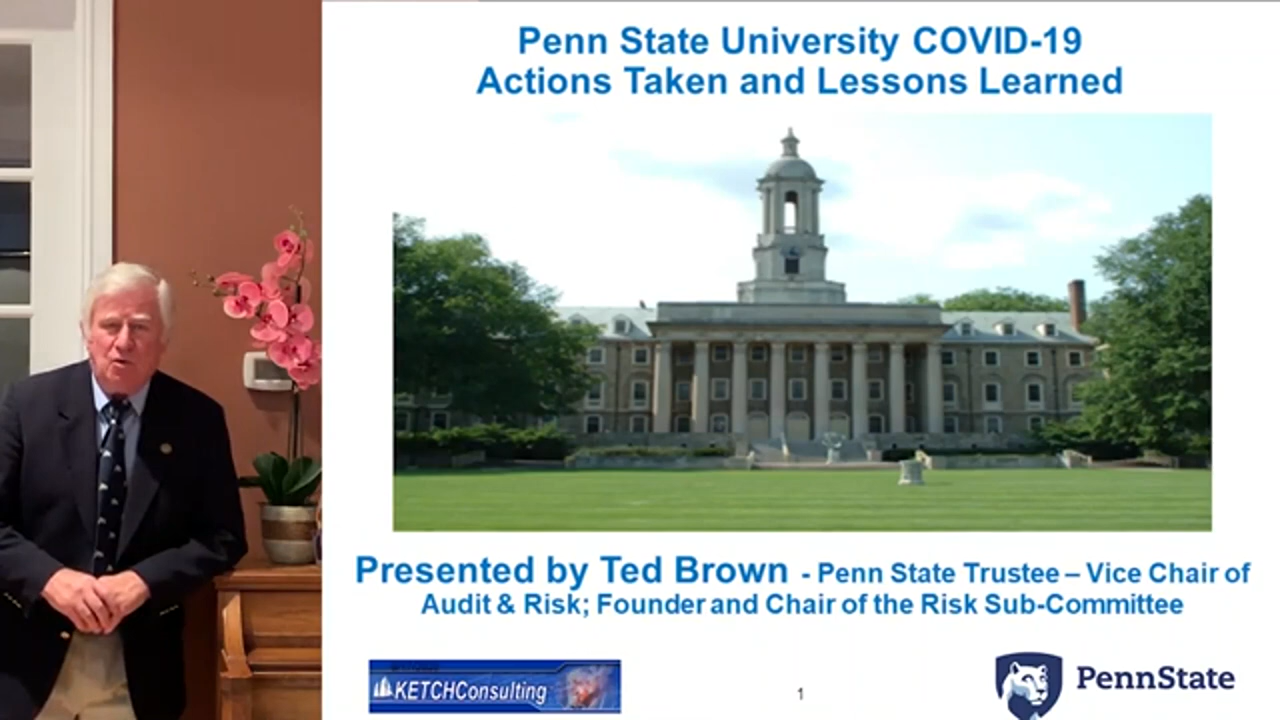 Penn State University COVID-19
Actions Taken and Lessons Learned
Presented by Ted Brown - Penn State Trustee – Vice Chair of
Audit & Risk; Founder and Chair of the Risk Sub-Committee
KETCHConsulting
1
PennState